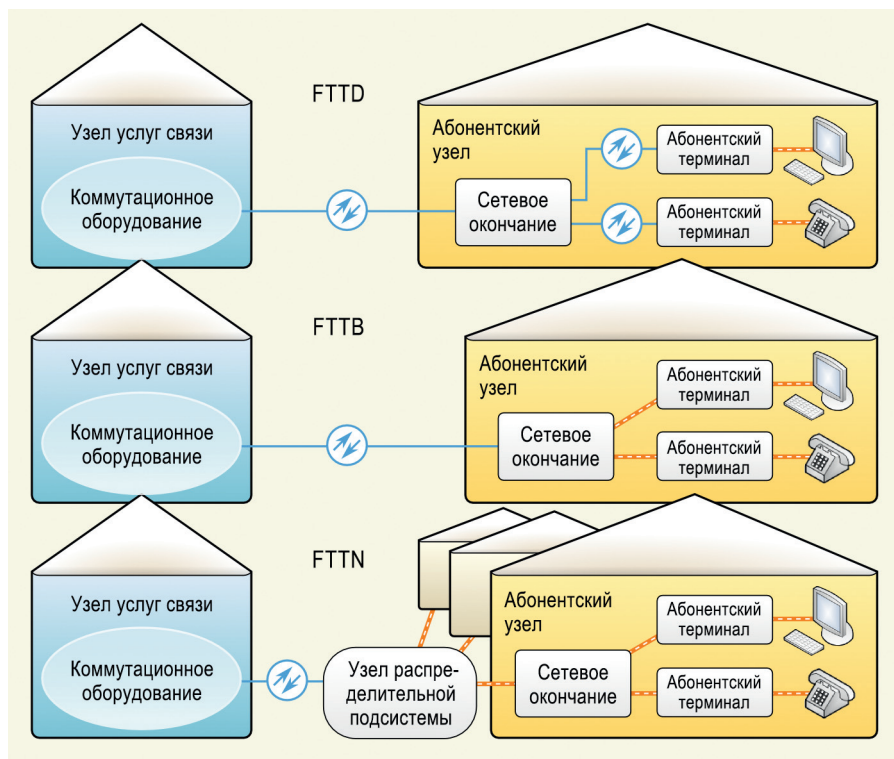 FTTD
Узел услуг связи
Коммутационное
оборудование
Абонентский
узел
Сетевое
окончание
Абонентский
терминал
Абонентский
терминал
FTTB
Узел услуг связи
Коммутационное
оборудование
Абонентский
узел
Сетевое
окончание
Абонентский
терминал
Абонентский
терминал
FTTN
Узел услуг связи
Коммутационное
оборудование
Узел распре-
делительной
подсистемы
Абонентский
узел
Сетевое
окончание
Абонентский
терминал
Абонентский
терминал